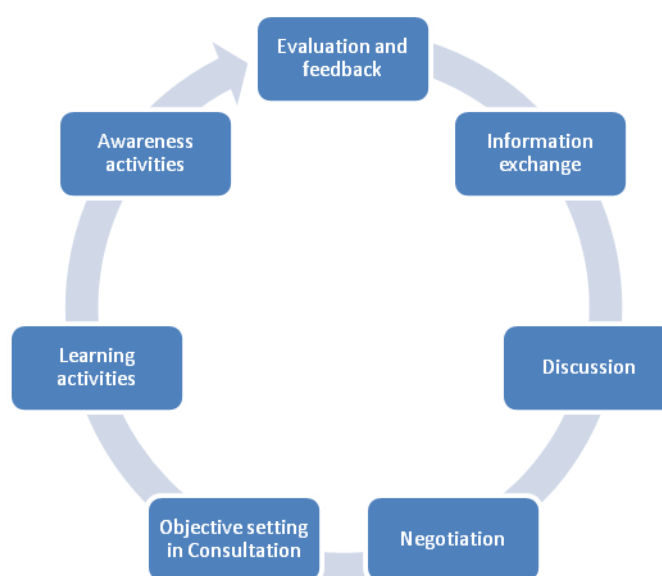 Evaluation and
feedback
Information
exchange
Discussion
Negotiation
Objective setting
in Consultation
Learning
activities
Awareness
activities